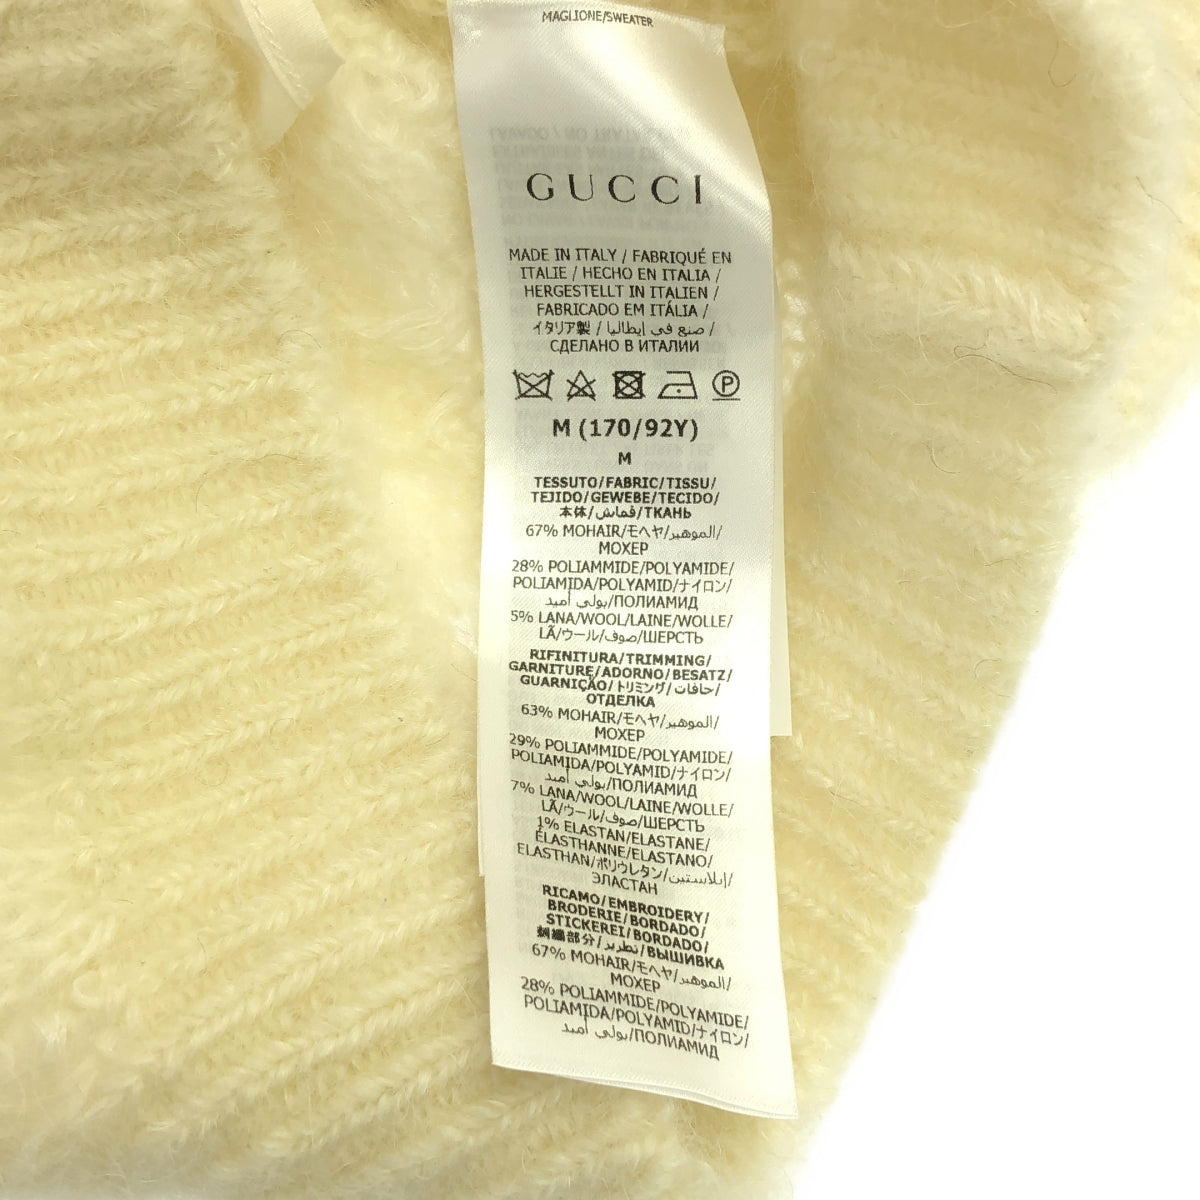 MAGLIONE/SWEATER
GUCCI
MADE IN ITALY / FABRIQUÉ EN
ITALIE / HECHO EN ITALIA /
HERGESTELLT IN ITALIEN /
FABRICADO EM ITÁLIA /
イタリア製 / صنع في إيطاليا /
СДЕЛАНО В ИТАЛИИ
P
M (170/92Y)
M
TESSUTO/FABRIC/TISSU/
TEJIDO/GEWEBE/TECIDO/
本体/قماش/ТКАНЬ
67% MOHAIR/モヘヤ/الموهير/
МОХЕР
28% POLIAMMIDE/POLYAMIDE/
POLIAMIDA/POLYAMID/ナイロン/
بولي أميد/ПОЛИАМИД
5% LANA/WOOL/LAINE/WOLLE/
LÃ/ウール/صوف/ШЕРСТЬ
RIFINITURA/TRIMMING/
GARNITURE/ADORNO/BESATZ/
GUARNIÇÃO/トリミング/حافات/
ОТДЕЛКА
63% MOHAIR/モヘヤ/الموهير/
МОХЕР
29% POLIAMMIDE/POLYAMIDE/
POLIAMIDA/POLYAMID/ナイロン/
بولي أميد/ПОЛИАМИД
7% LANA/WOOL/LAINE/WOLLE/
LÃ/ウール/صوف/ШЕРСТЬ
1% ELASTAN/ELASTANE/
ÉLASTHANNE/ELASTANO/
ELASTHAN/ポリウレタン/إيلاستين/
ЭЛАСТАН
RICAMO/EMBROIDERY/
BRODERIE/BORDADO/
STICKEREI/BORDADO/
刺繍部分/تطريز/ВЫШИВКА
67% MOHAIR/モヘヤ/الموهير/
МОХЕР
28% POLIAMMIDE/POLYAMIDE/
POLIAMIDA/POLYAMID/ナイロン/
بولي أميد/ПОЛИАМИД